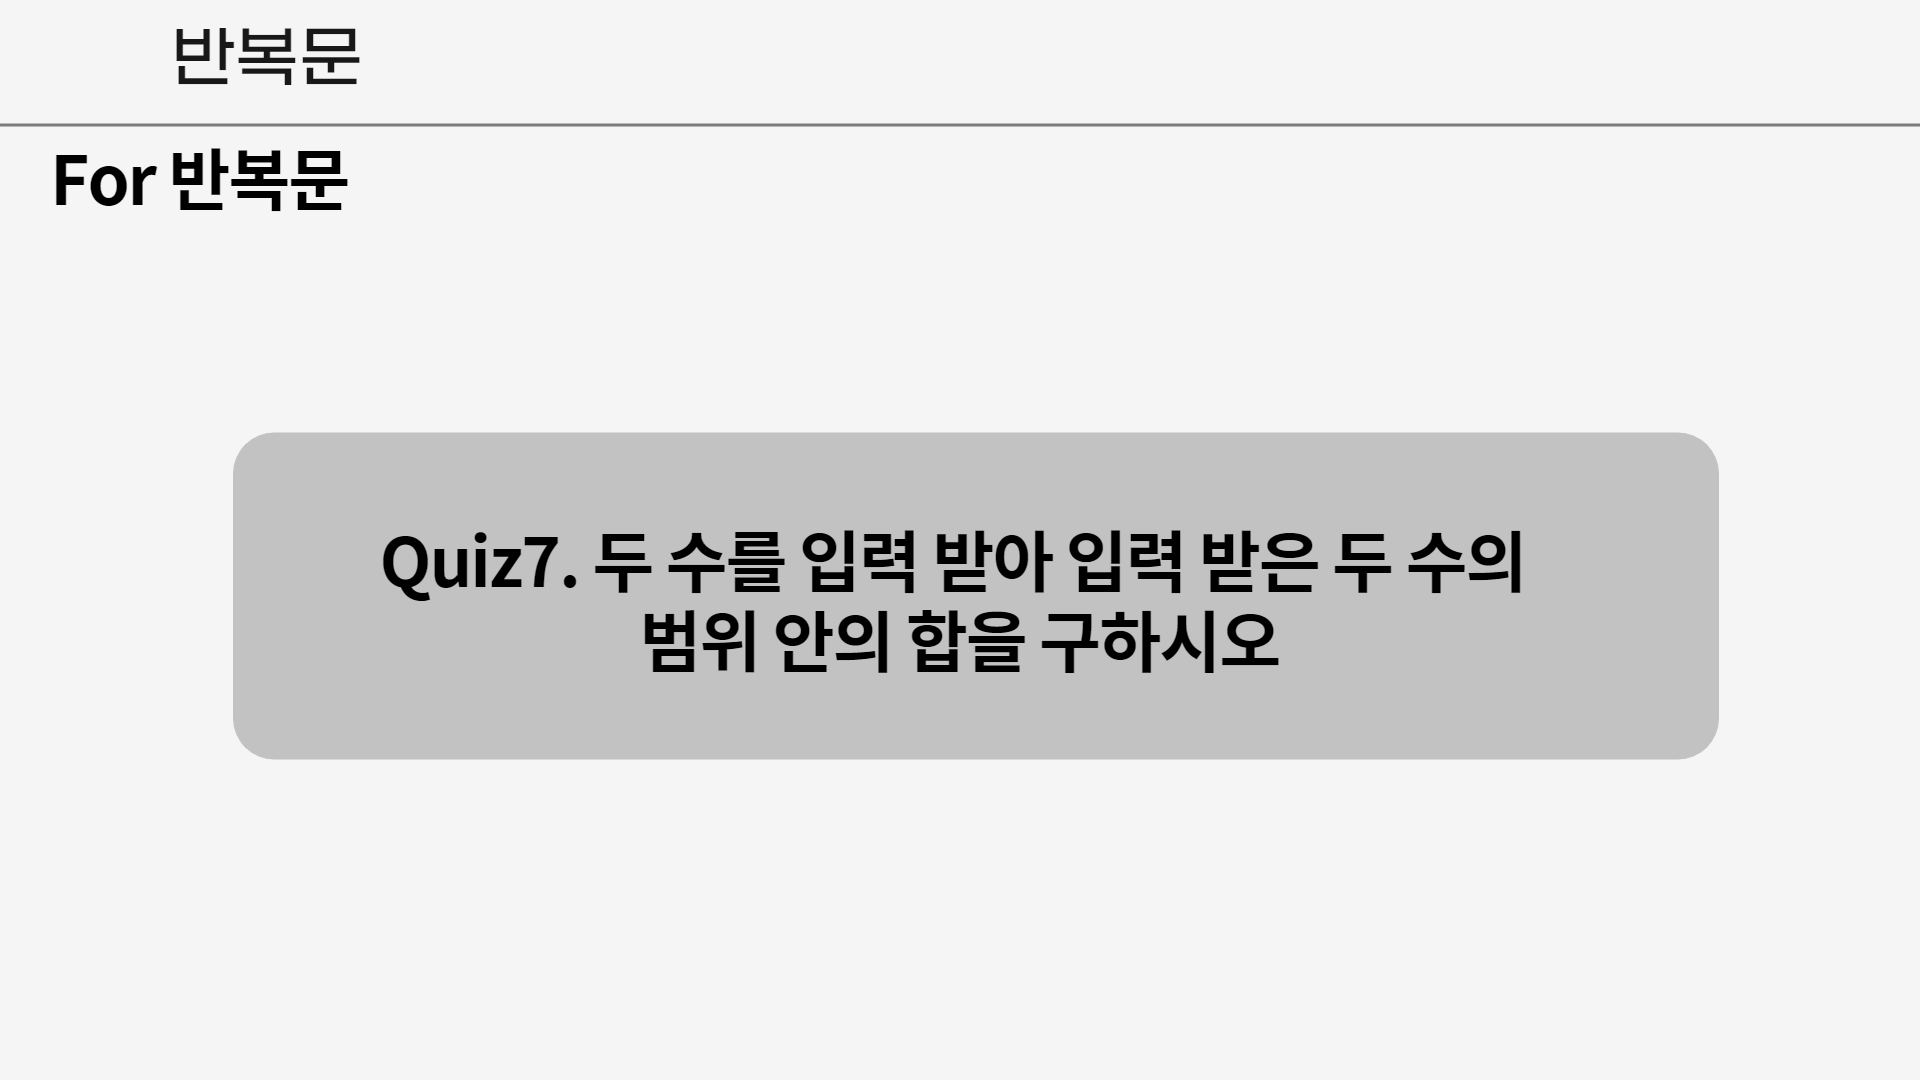 반복문
For 반복문
Quiz7. 두 수를 입력 받아 입력 받은 두 수의
범위 안의 합을 구하시오